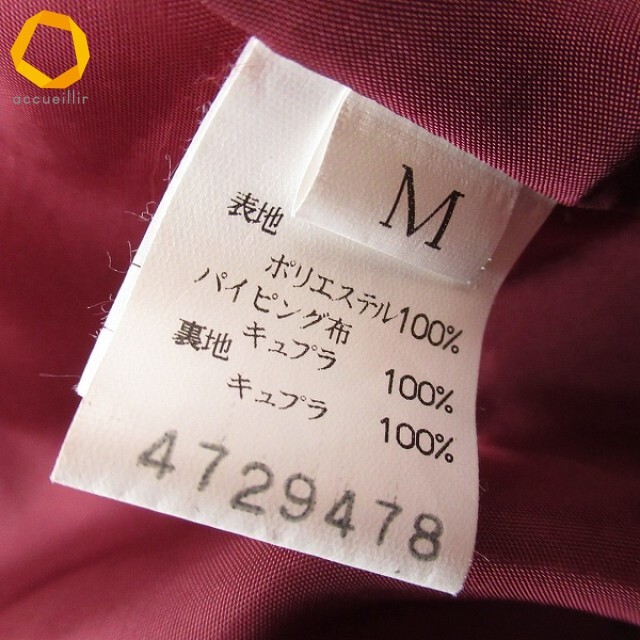 accueillir
M
表地
ポリエステル100%
パイピング布
キュプラ 100%
裏地
キュプラ 100%
4729478